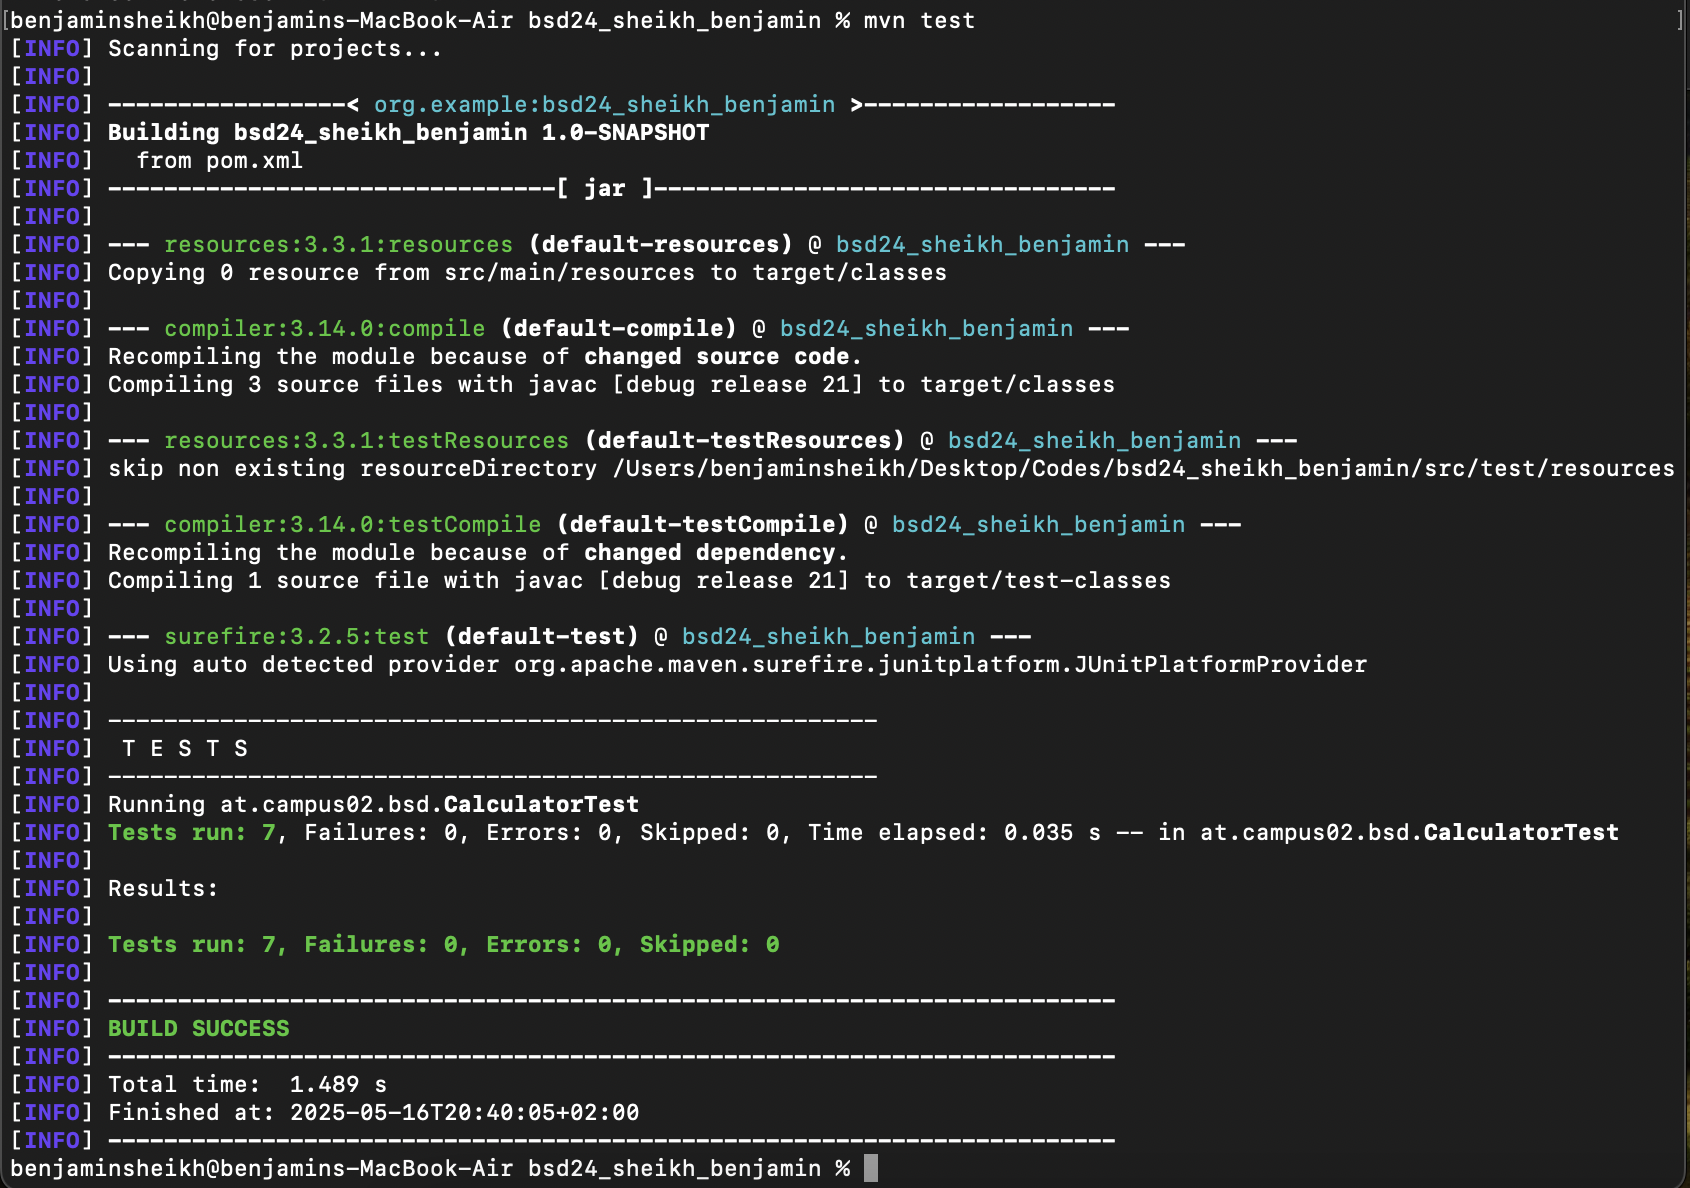 [benjaminsheikh@benjamins-MacBook-Air bsd24_sheikh_benjamin % mvn test ]
[INFO] Scanning for projects...
[INFO]
[INFO] -----------------< org.example:bsd24_sheikh_benjamin >------------------
[INFO] Building bsd24_sheikh_benjamin 1.0-SNAPSHOT
[INFO]   from pom.xml
[INFO] --------------------------------[ jar ]---------------------------------
[INFO]
[INFO] --- resources:3.3.1:resources (default-resources) @ bsd24_sheikh_benjamin ---
[INFO] Copying 0 resource from src/main/resources to target/classes
[INFO]
[INFO] --- compiler:3.14.0:compile (default-compile) @ bsd24_sheikh_benjamin ---
[INFO] Recompiling the module because of changed source code.
[INFO] Compiling 3 source files with javac [debug release 21] to target/classes
[INFO]
[INFO] --- resources:3.3.1:testResources (default-testResources) @ bsd24_sheikh_benjamin ---
[INFO] skip non existing resourceDirectory /Users/benjaminsheikh/Desktop/Codes/bsd24_sheikh_benjamin/src/test/resources
[INFO]
[INFO] --- compiler:3.14.0:testCompile (default-testCompile) @ bsd24_sheikh_benjamin ---
[INFO] Recompiling the module because of changed dependency.
[INFO] Compiling 1 source file with javac [debug release 21] to target/test-classes
[INFO]
[INFO] --- surefire:3.2.5:test (default-test) @ bsd24_sheikh_benjamin ---
[INFO] Using auto detected provider org.apache.maven.surefire.junitplatform.JUnitPlatformProvider
[INFO]
[INFO] -------------------------------------------------------
[INFO]  T E S T S
[INFO] -------------------------------------------------------
[INFO] Running at.campus02.bsd.CalculatorTest
[INFO] Tests run: 7, Failures: 0, Errors: 0, Skipped: 0, Time elapsed: 0.035 s -- in at.campus02.bsd.CalculatorTest
[INFO]
[INFO] Results:
[INFO]
[INFO] Tests run: 7, Failures: 0, Errors: 0, Skipped: 0
[INFO]
[INFO] ------------------------------------------------------------------------
[INFO] BUILD SUCCESS
[INFO] ------------------------------------------------------------------------
[INFO] Total time:  1.489 s
[INFO] Finished at: 2025-05-16T20:40:05+02:00
[INFO] ------------------------------------------------------------------------
benjaminsheikh@benjamins-MacBook-Air bsd24_sheikh_benjamin %